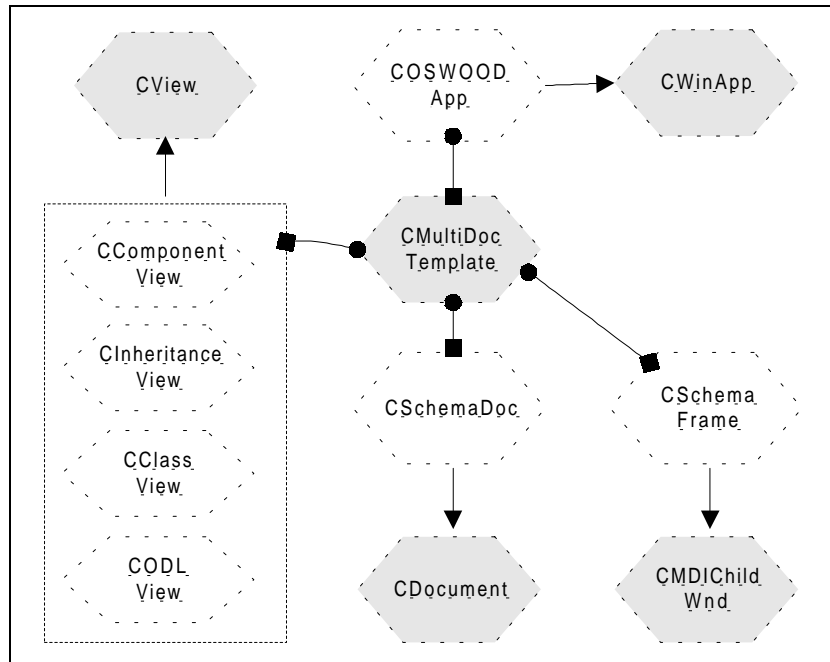 CView
COSWOOD
App
CWinApp
CComponent
View
CMultiDoc
Template
CInheritance
View
CSchemaDoc
CSchema
Frame
CClass
View
CODL
View
CDocument
CMDIChild
Wnd